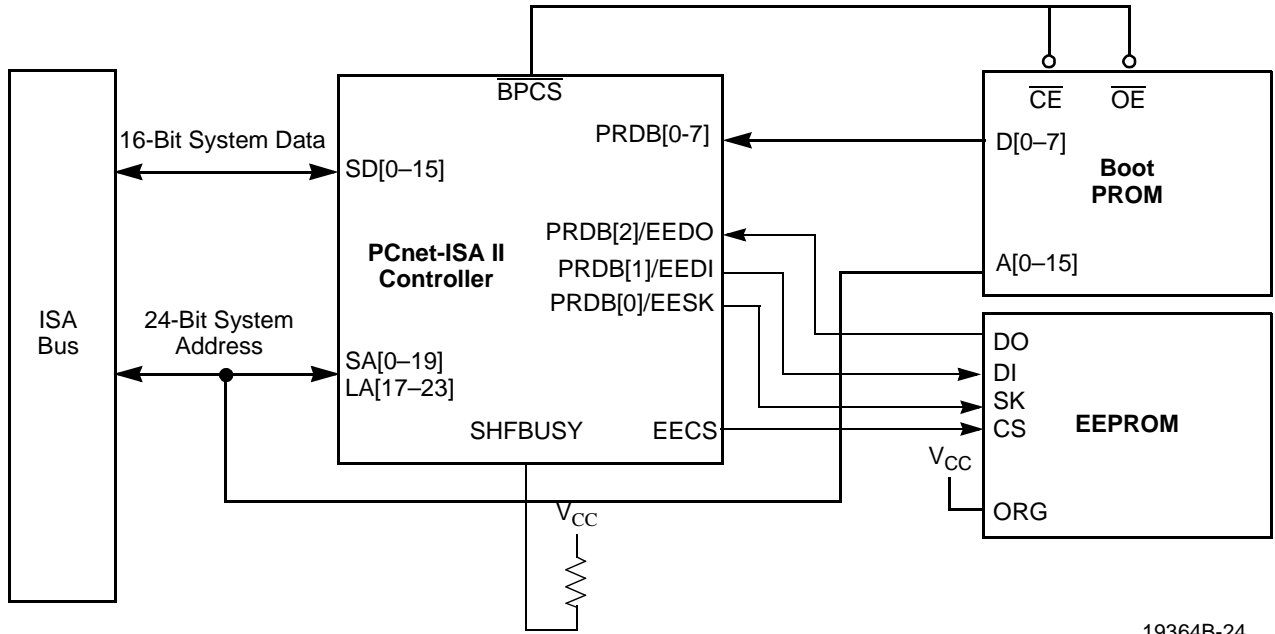 ISA
Bus
16-Bit System Data
24-Bit System
Address
BPCS
SD[0–15]
PRDB[0-7]
PCnet-ISA II
Controller
PRDB[2]/EEDO
PRDB[1]/EEDI
PRDB[0]/EESK
SA[0–19]
LA[17–23]
SHFBUSY
EECS
VCC
CE
OE
D[0–7]
Boot
PROM
A[0–15]
DO
DI
SK
CS
EEPROM
VCC
ORG
19364B-24